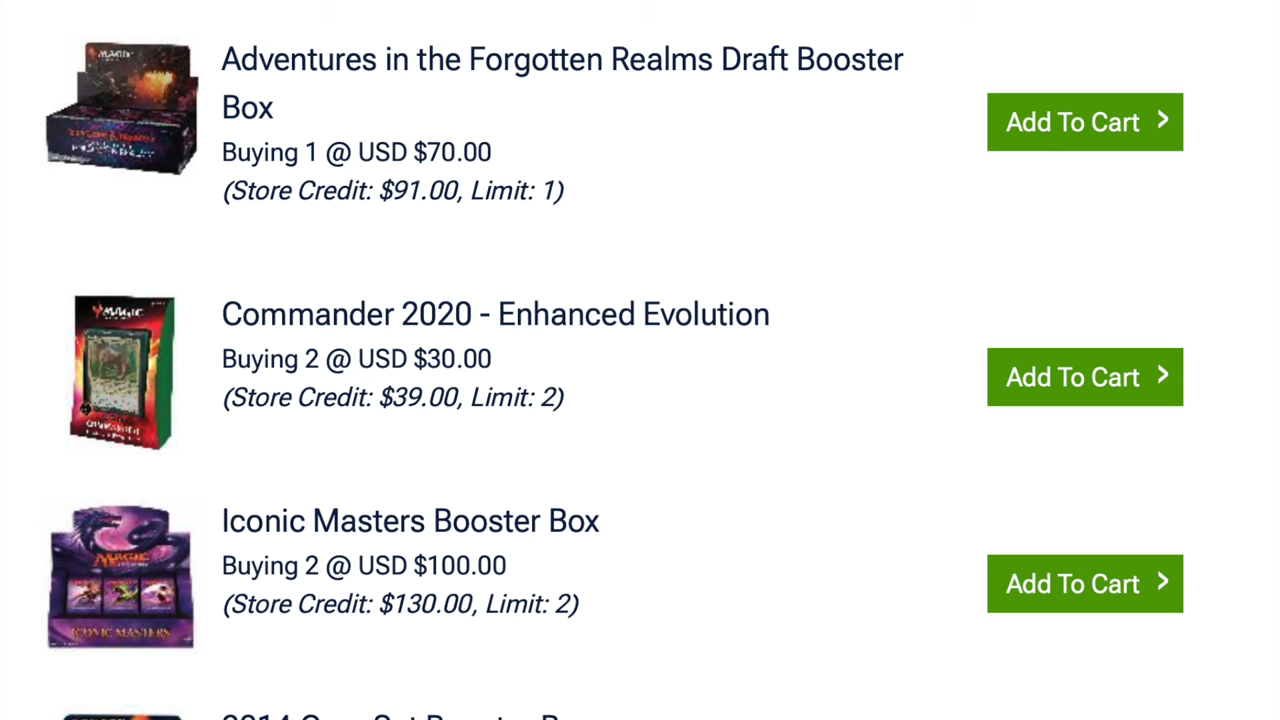 Adventures in the Forgotten Realms Draft Booster
Box
Buying 1 @ USD $70.00
(Store Credit: $91.00, Limit: 1)
Add To Cart
Commander 2020 - Enhanced Evolution
Buying 2 @ USD $30.00
(Store Credit: $39.00, Limit: 2)
Add To Cart
MAGIC
ICONIC MASTERS
Iconic Masters Booster Box
Buying 2 @ USD $100.00
(Store Credit: $130.00, Limit: 2)
Add To Cart